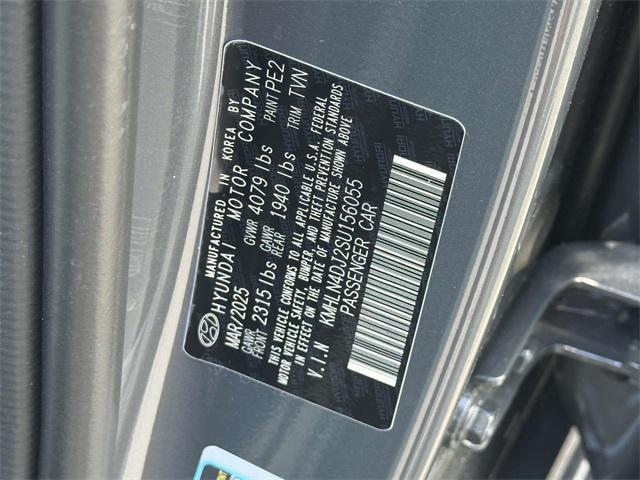 MANUFACTURED IN KOREA BY
HYUNDAI MOTOR COMPANY
MAR/2025 GVWR 4079 lbs PAINT PE2
GAWR FRONT 2315 lbs GAWR REAR 1940 lbs TRIM TVN
THIS VEHICLE CONFORMS TO ALL APPLICABLE U.S.A. FEDERAL
MOTOR VEHICLE SAFETY, BUMPER, AND THEFT PREVENTION STANDARDS
IN EFFECT ON THE DATE OF MANUFACTURE SHOWN ABOVE
V.I.N KMHLN4DJ2SU156055
PASSENGER CAR